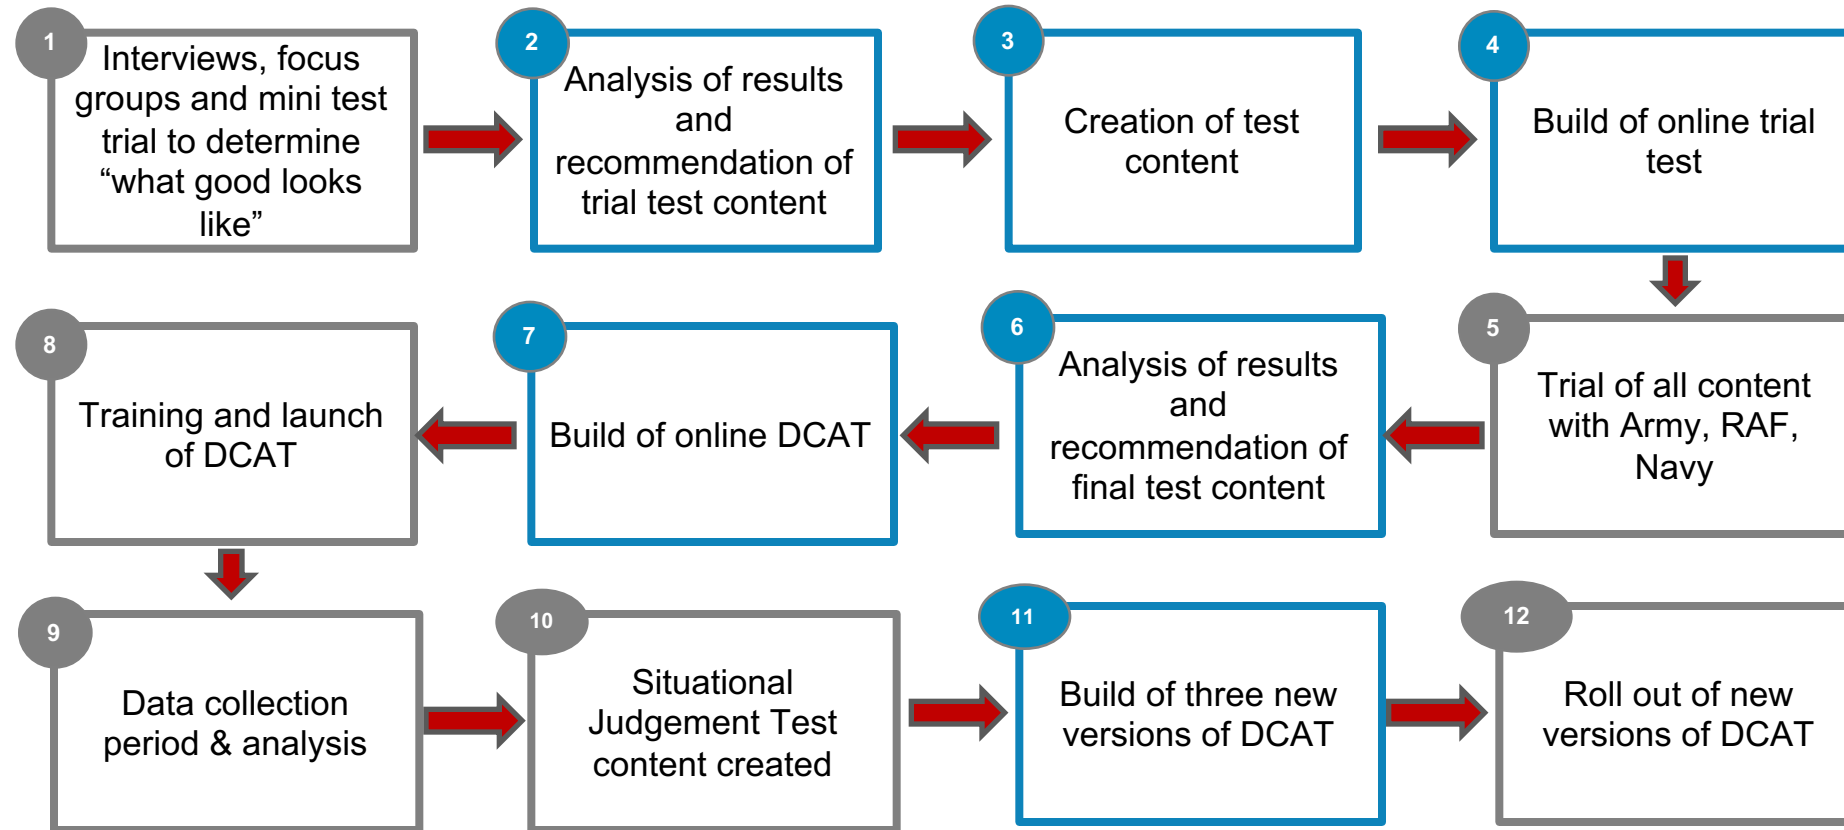 1
Interviews, focus
groups and mini test
trial to determine
“what good looks
like”
2
Analysis of results
and
recommendation of
trial test content
3
Creation of test
content
4
Build of online trial
test
5
Trial of all content
with Army, RAF,
Navy
6
Analysis of results
and
recommendation of
final test content
7
Build of online DCAT
8
Training and launch
of DCAT
9
Data collection
period & analysis
10
Situational
Judgement Test
content created
11
Build of three new
versions of DCAT
12
Roll out of new
versions of DCAT